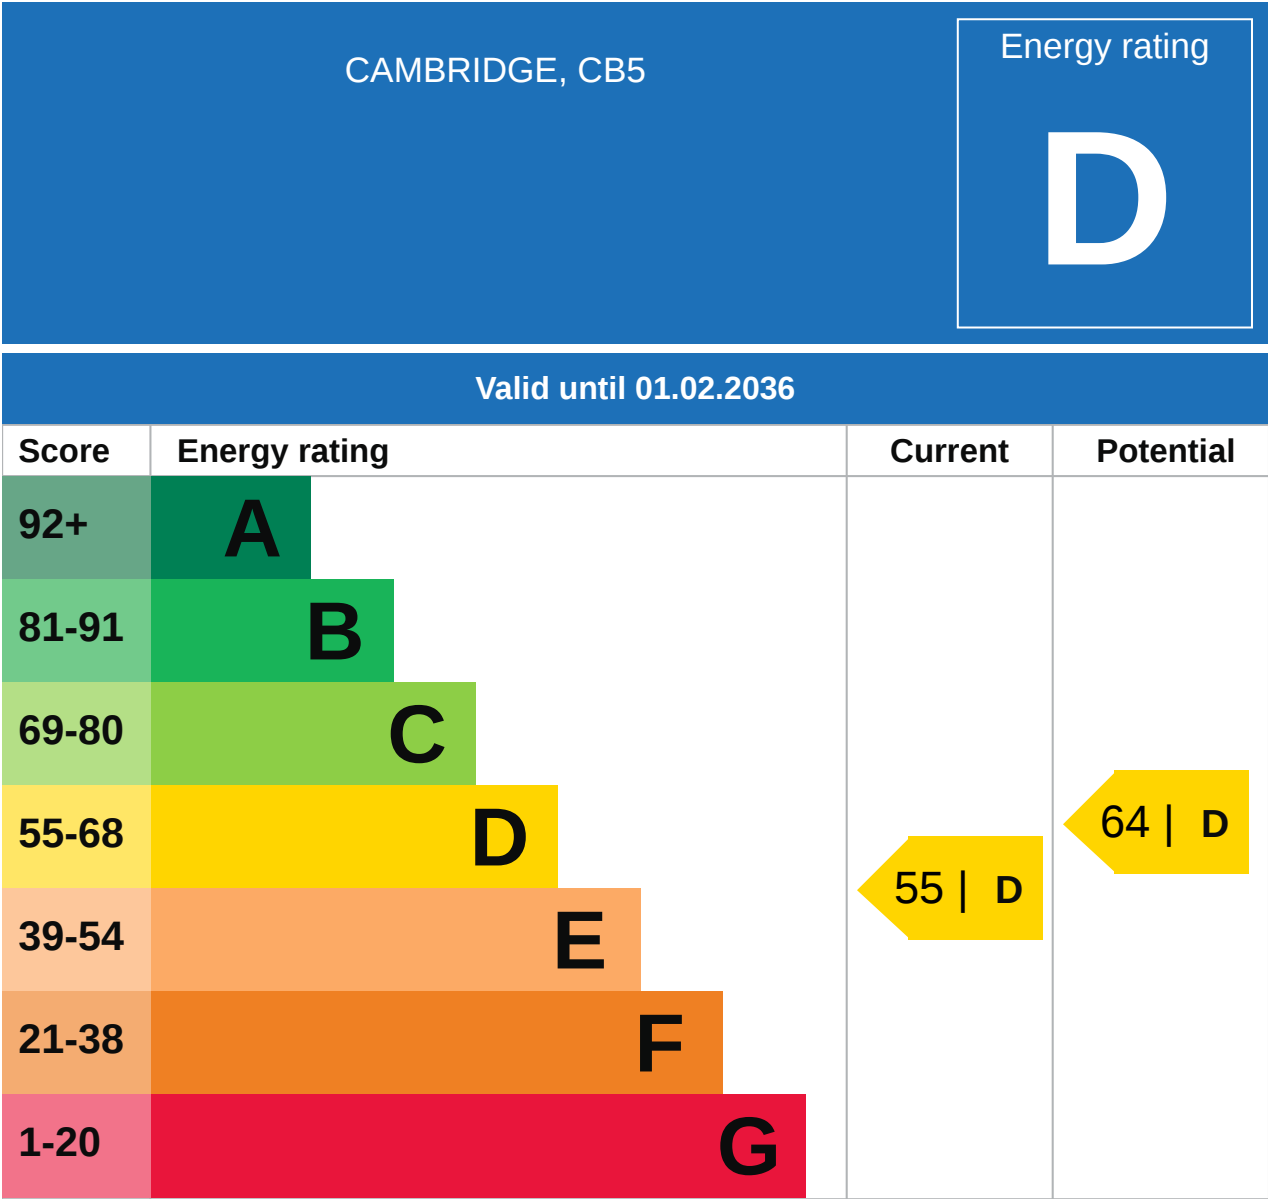 CAMBRIDGE, CB5
Energy rating
D
Valid until 01.02.2036
Score Energy rating Current Potential
92+ A
81-91 B
69-80 C
64 | D
55-68 D
55 | D
39-54 E
21-38 F
1-20 G